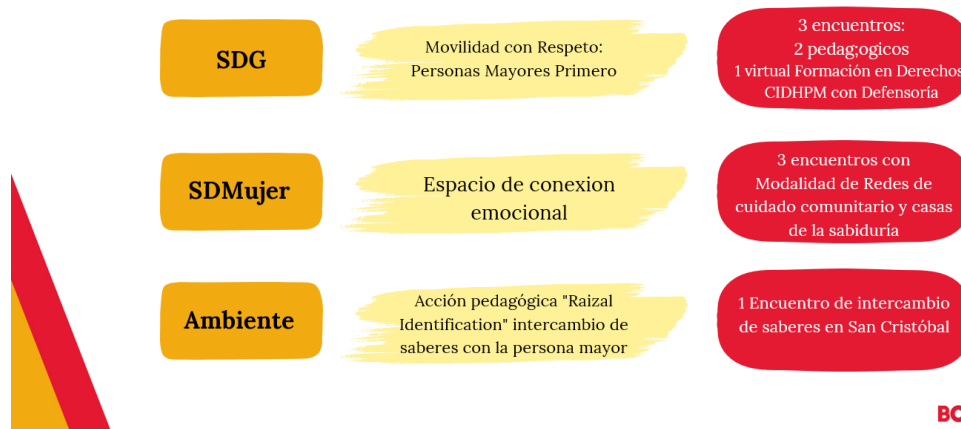 SDG
Movilidad con Respeto:
Personas Mayores Primero
3 encuentros:
2 pedag;ogicos
1 virtual Formación en Derechos
CIDHPM con Defensoría
SDMujer
Espacio de conexion
emocional
3 encuentros con
Modalidad de Redes de
cuidado comunitario y casas
de la sabiduría
Ambiente
Acción pedagógica "Raizal
Identification" intercambio de
saberes con la persona mayor
1 Encuentro de intercambio
de saberes en San Cristóbal